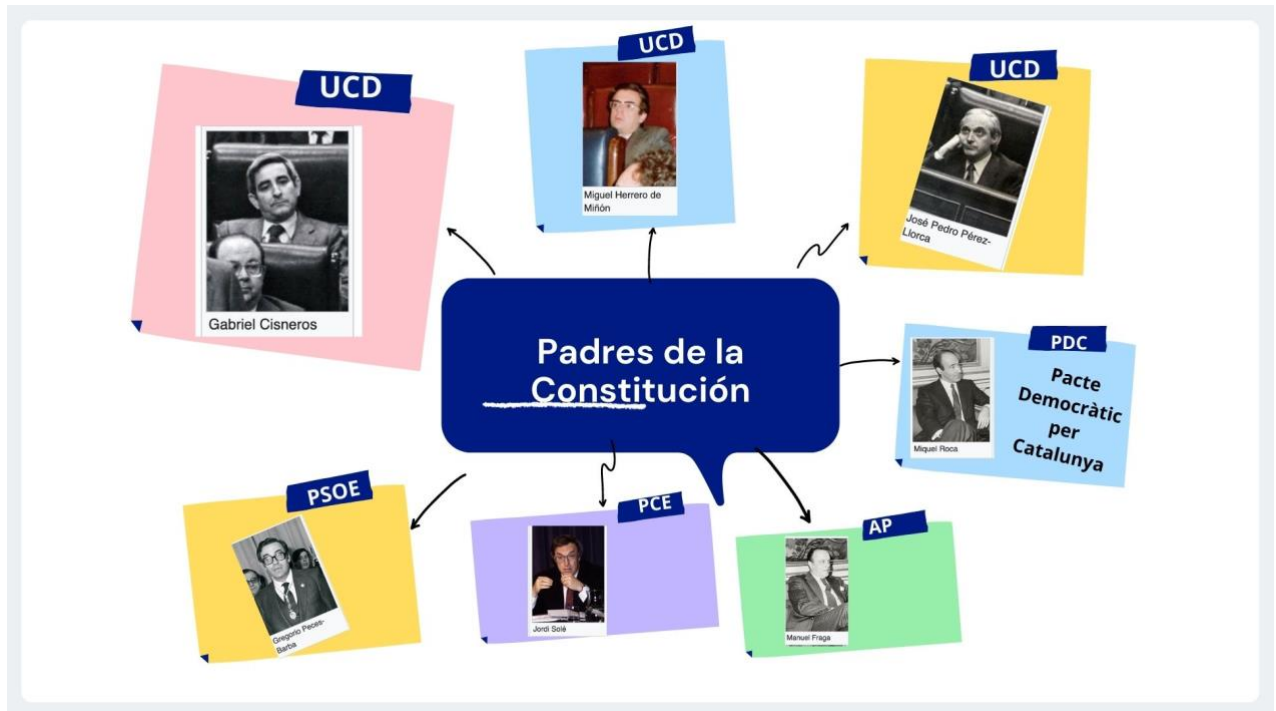 UCD
Gabriel Cisneros
UCD
Miguel Herrero de
Miñón
UCD
José Pedro Pérez-
Llorca
Padres de la
Constitución
PDC
Pacte
Democràtic
per
Catalunya
Miquel Roca
PSOE
Gregorio Peces-
Barba
PCE
Jordi Solé
AP
Manuel Fraga